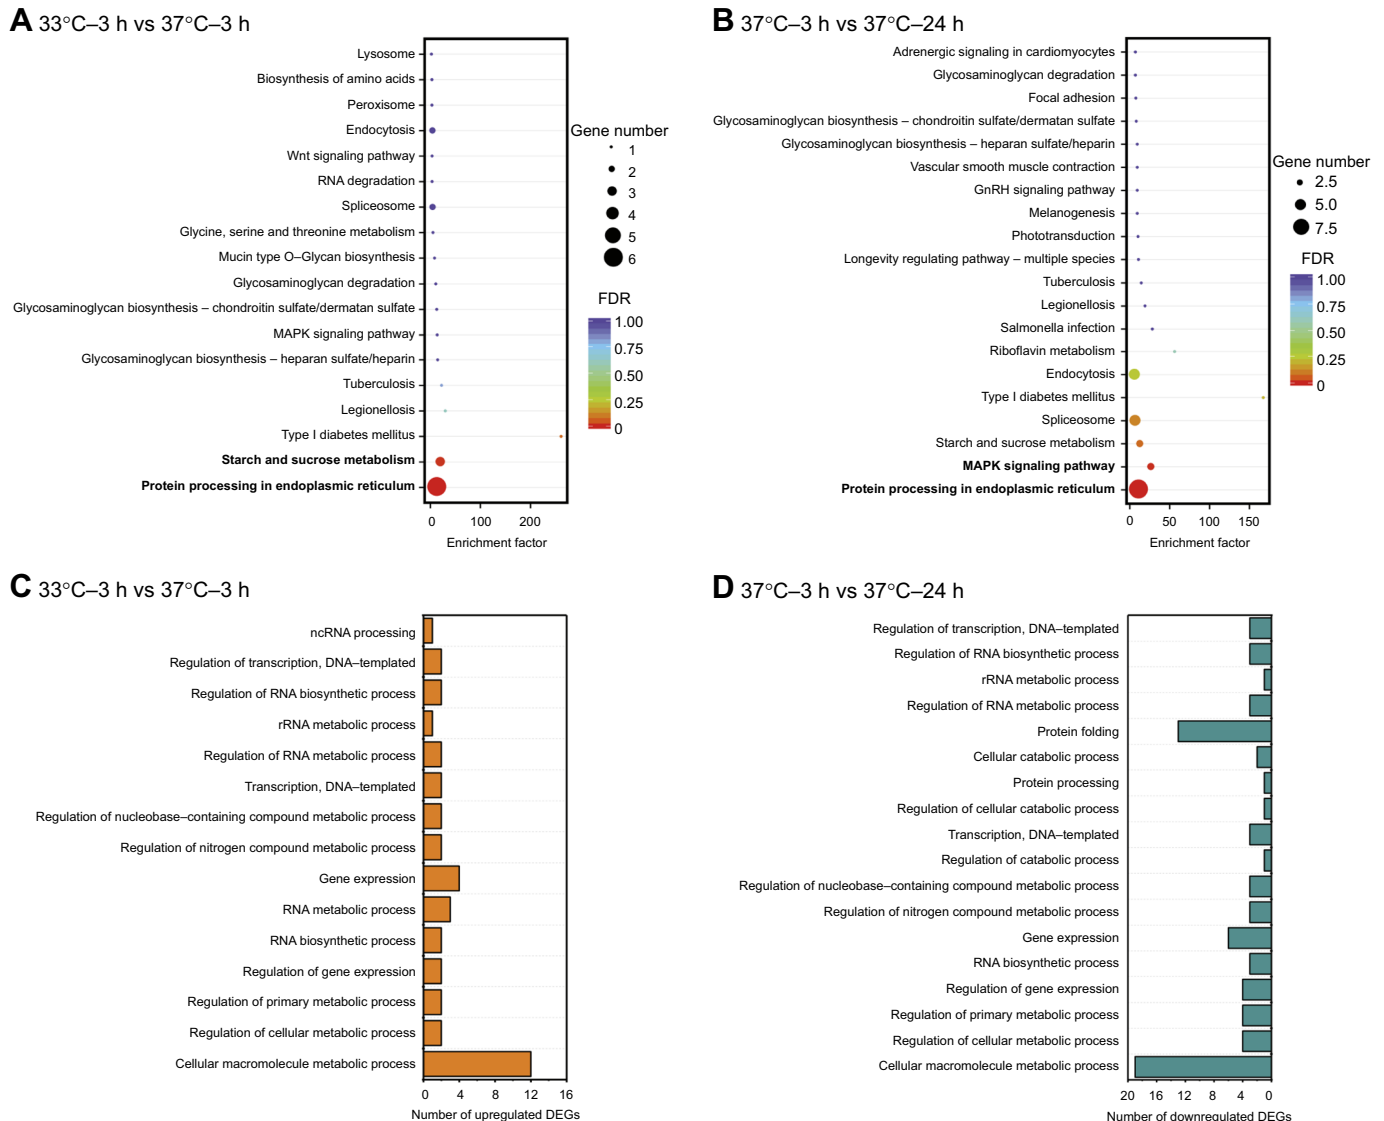 A 33°C–3 h vs 37°C–3 h
Lysosome
Biosynthesis of amino acids
Peroxisome
Endocytosis
Wnt signaling pathway
RNA degradation
Spliceosome
Glycine, serine and threonine metabolism
Mucin type O–Glycan biosynthesis
Glycosaminoglycan degradation
Glycosaminoglycan biosynthesis – chondroitin sulfate/dermatan sulfate
MAPK signaling pathway
Glycosaminoglycan biosynthesis – heparan sulfate/heparin
Tuberculosis
Legionellosis
Type I diabetes mellitus
Starch and sucrose metabolism
Protein processing in endoplasmic reticulum
0 100 200
Enrichment factor
Gene number
1
2
3
4
5
6
FDR
1.00
0.75
0.50
0.25
0
B 37°C–3 h vs 37°C–24 h
Adrenergic signaling in cardiomyocytes
Glycosaminoglycan degradation
Focal adhesion
Glycosaminoglycan biosynthesis – chondroitin sulfate/dermatan sulfate
Glycosaminoglycan biosynthesis – heparan sulfate/heparin
Vascular smooth muscle contraction
GnRH signaling pathway
Melanogenesis
Phototransduction
Longevity regulating pathway – multiple species
Tuberculosis
Legionellosis
Salmonella infection
Riboflavin metabolism
Endocytosis
Type I diabetes mellitus
Spliceosome
Starch and sucrose metabolism
MAPK signaling pathway
Protein processing in endoplasmic reticulum
0 50 100 150
Enrichment factor
Gene number
2.5
5.0
7.5
FDR
1.00
0.75
0.50
0.25
0
C 33°C–3 h vs 37°C–3 h
ncRNA processing
Regulation of transcription, DNA–templated
Regulation of RNA biosynthetic process
rRNA metabolic process
Regulation of RNA metabolic process
Transcription, DNA–templated
Regulation of nucleobase–containing compound metabolic process
Regulation of nitrogen compound metabolic process
Gene expression
RNA metabolic process
RNA biosynthetic process
Regulation of gene expression
Regulation of primary metabolic process
Regulation of cellular metabolic process
Cellular macromolecule metabolic process
0 4 8 12 16
Number of upregulated DEGs
D 37°C–3 h vs 37°C–24 h
Regulation of transcription, DNA–templated
Regulation of RNA biosynthetic process
rRNA metabolic process
Regulation of RNA metabolic process
Protein folding
Cellular catabolic process
Protein processing
Regulation of cellular catabolic process
Transcription, DNA–templated
Regulation of catabolic process
Regulation of nucleobase–containing compound metabolic process
Regulation of nitrogen compound metabolic process
Gene expression
RNA biosynthetic process
Regulation of gene expression
Regulation of primary metabolic process
Regulation of cellular metabolic process
Cellular macromolecule metabolic process
20 16 12 8 4 0
Number of downregulated DEGs